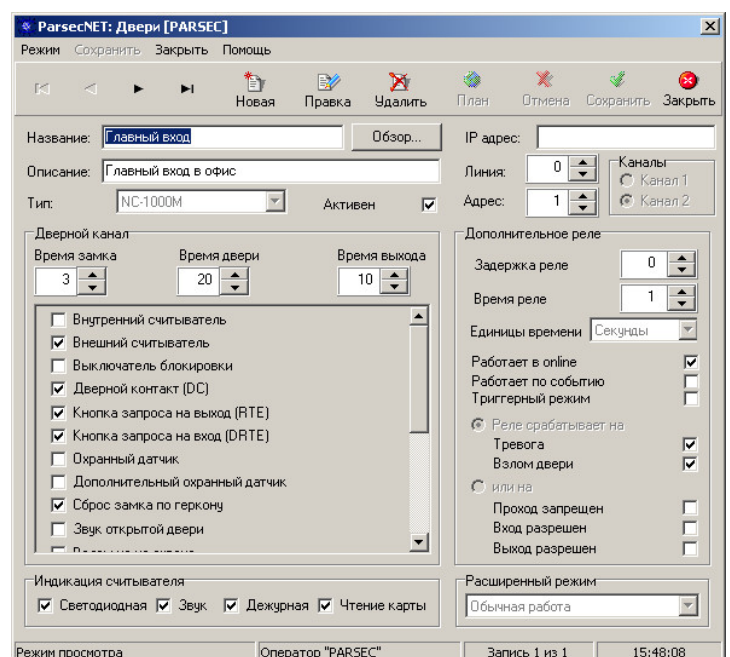 ParsecNET: Двери [PARSEC]
Режим Сохранить Закрыть Помощь
Новая Правка Удалить План Отмена Сохранить Закрыть
Название: Главный вход Обзор...
Описание: Главный вход в офис
Тип: NC-1000M Активен
IP адрес:
Линия: 0
Адрес: 1
Каналы
Канал 1
Канал 2
Дверной канал
Время замка Время двери Время выхода
3 20 10
Внутренний считыватель
Внешний считыватель
Выключатель блокировки
Дверной контакт (DC)
Кнопка запроса на выход (RTE)
Кнопка запроса на вход (DRTE)
Охранный датчик
Дополнительный охранный датчик
Сброс замка по геркону
Звук открытой двери
Дополнительное реле
Задержка реле 0
Время реле 1
Единицы времени Секунды
Работает в online
Работает по событию
Триггерный режим
Реле срабатывает на
Тревога
Взлом двери
или на
Проход запрещен
Вход разрешен
Выход разрешен
Индикация считывателя
Светодиодная Звук Дежурная Чтение карты
Расширенный режим
Обычная работа
Режим просмотра Оператор "PARSEC" Запись 1 из 1 15:48:08